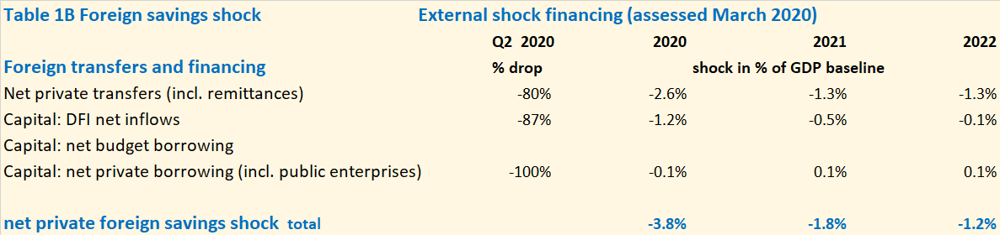 Table 1B Foreign savings shock External shock financing (assessed March 2020)
Q2 2020 2020 2021 2022
Foreign transfers and financing % drop shock in % of GDP baseline
Net private transfers (incl. remittances) -80% -2.6% -1.3% -1.3%
Capital: DFI net inflows -87% -1.2% -0.5% -0.1%
Capital: net budget borrowing
Capital: net private borrowing (incl. public enterprises) -100% -0.1% 0.1% 0.1%
net private foreign savings shock total -3.8% -1.8% -1.2%